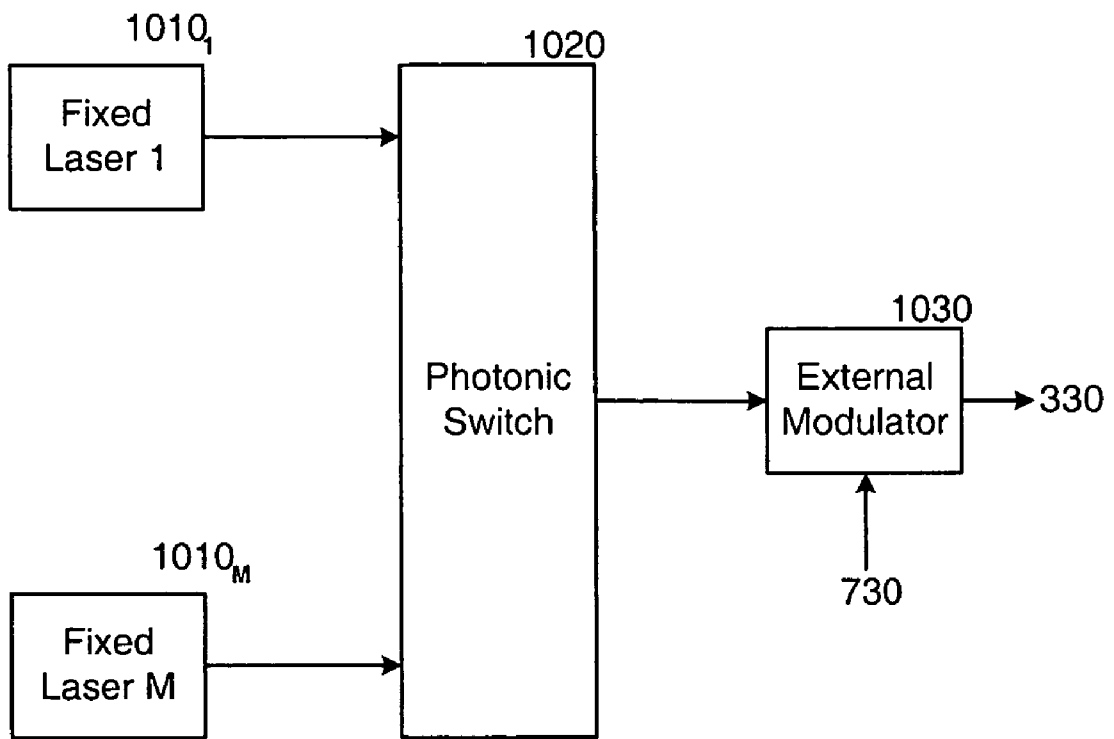 1010₁
Fixed
Laser 1
1020
Photonic
Switch
1030
External
Modulator
330
730
1010M
Fixed
Laser M